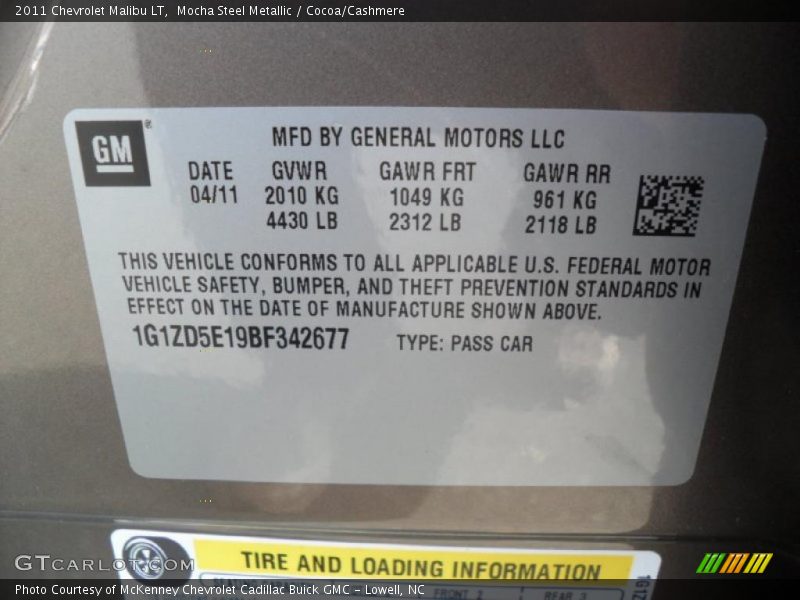 2011 Chevrolet Malibu LT, Mocha Steel Metallic / Cocoa/Cashmere
GM®
MFD BY GENERAL MOTORS LLC
DATE GVWR GAWR FRT GAWR RR
04/11 2010 KG 1049 KG 961 KG
4430 LB 2312 LB 2118 LB
THIS VEHICLE CONFORMS TO ALL APPLICABLE U.S. FEDERAL MOTOR
VEHICLE SAFETY, BUMPER, AND THEFT PREVENTION STANDARDS IN
EFFECT ON THE DATE OF MANUFACTURE SHOWN ABOVE.
1G1ZD5E19BF342677 TYPE: PASS CAR
TIRE AND LOADING INFORMATION
GTcarlot.com
FRONT 2 REAR 3
Photo Courtesy of McKenney Chevrolet Cadillac Buick GMC – Lowell, NC